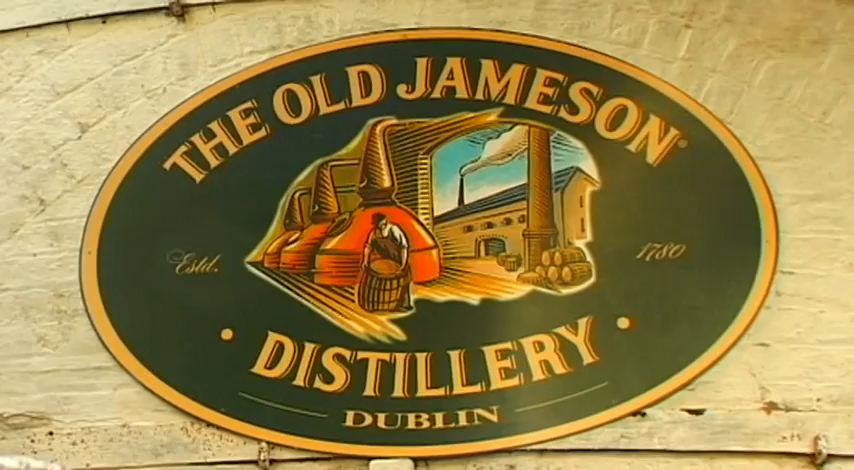 THE OLD JAMESON®
Estd. 1780
• DISTILLERY •
DUBLIN